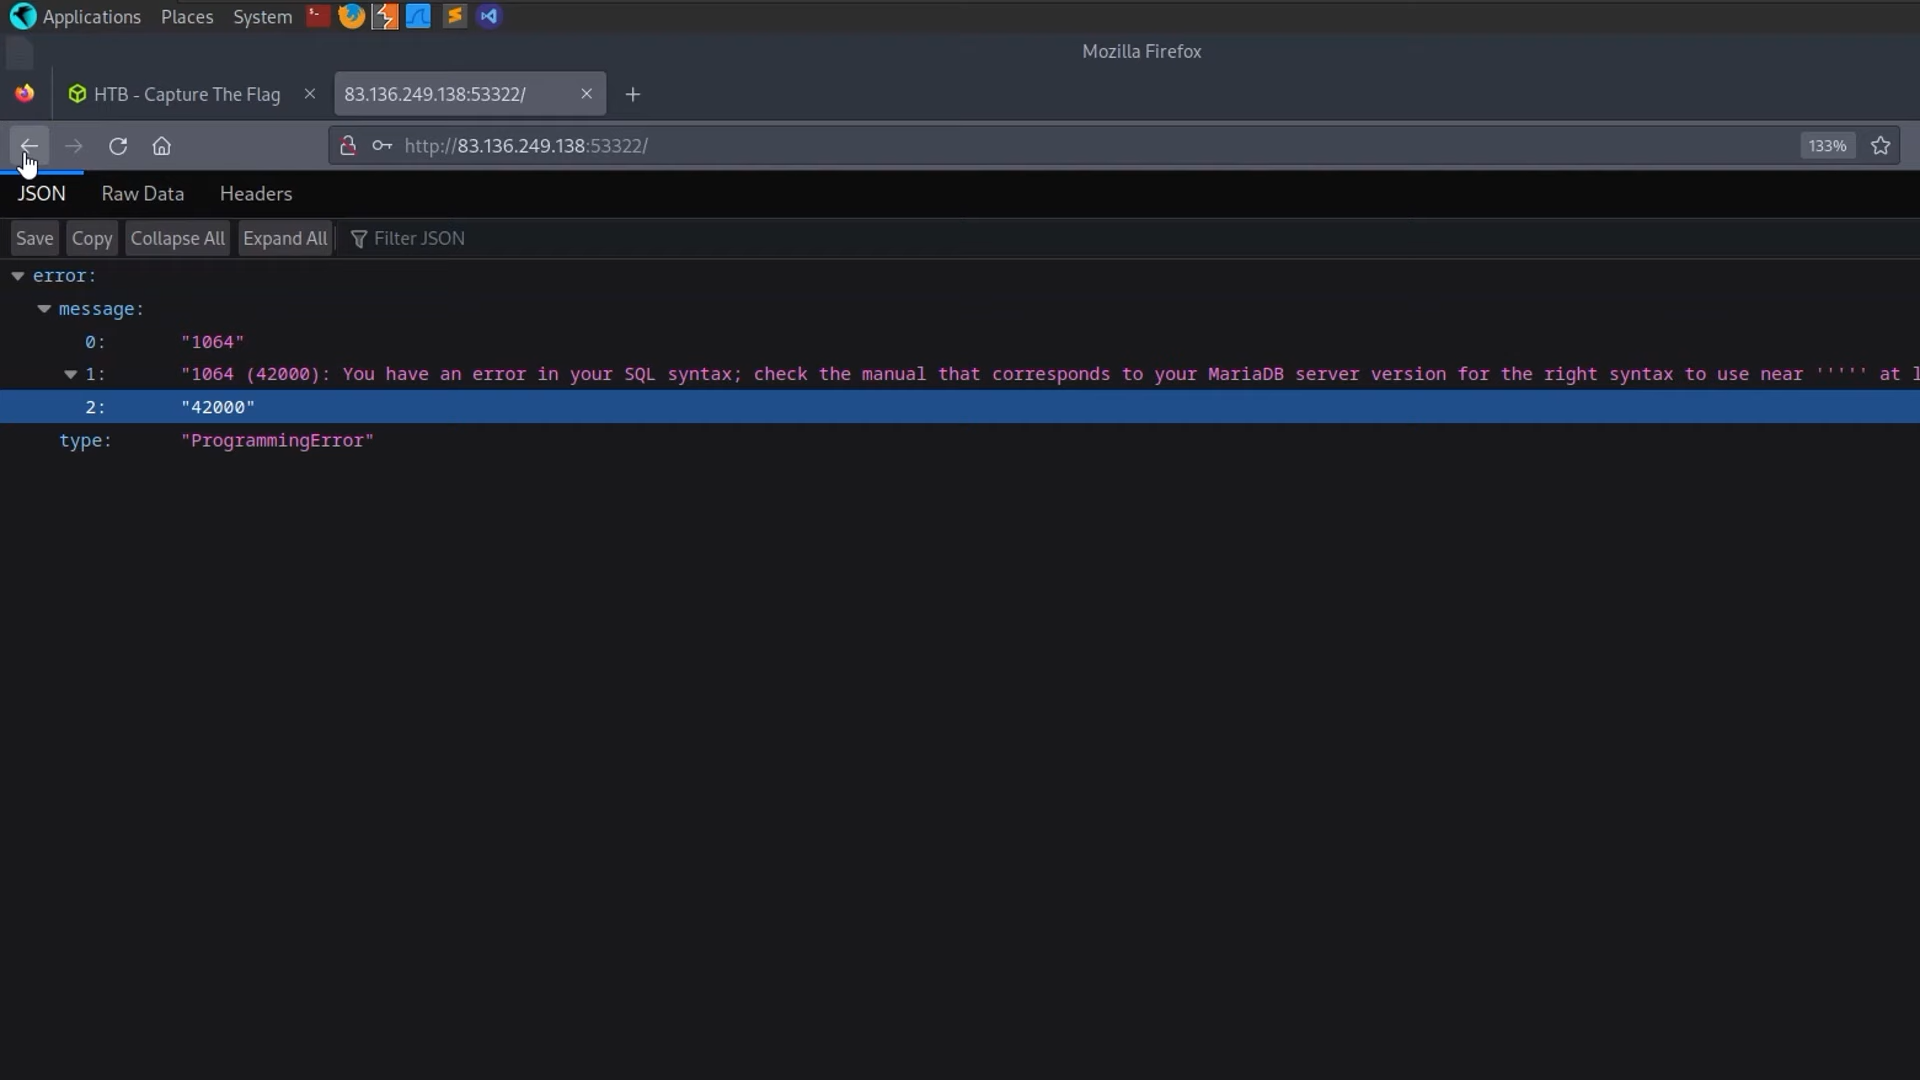 Applications Places System
Mozilla Firefox
HTB - Capture The Flag
83.136.249.138:53322/
http://83.136.249.138:53322/
133%
JSON Raw Data Headers
Save Copy Collapse All Expand All Filter JSON
error:
message:
0: "1064"
1: "1064 (42000): You have an error in your SQL syntax; check the manual that corresponds to your MariaDB server version for the right syntax to use near ''''' at
2: "42000"
type: "ProgrammingError"